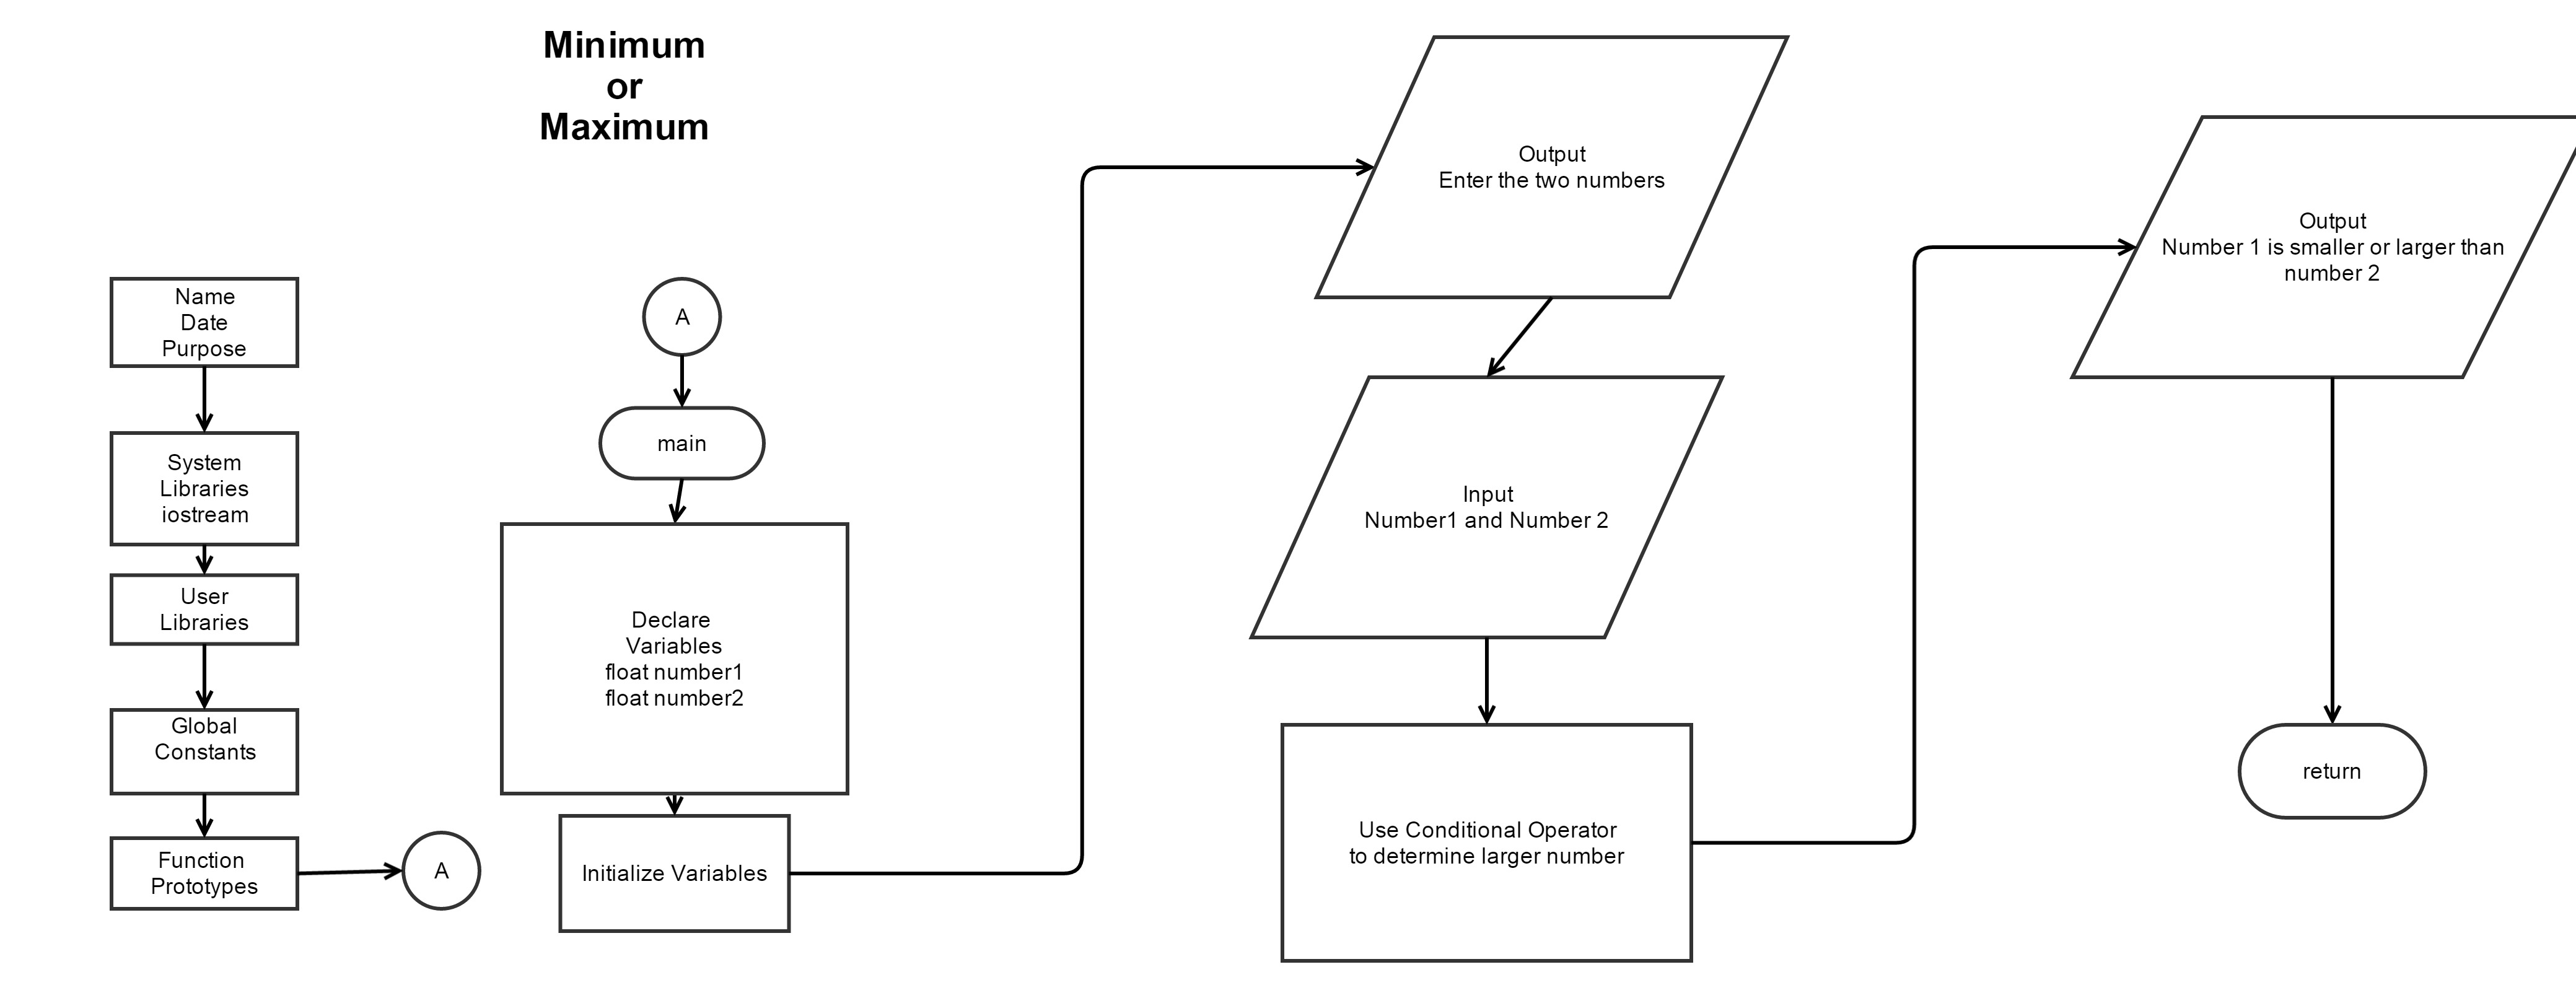 Minimum
or
Maximum
Name
Date
Purpose
System
Libraries
iostream
User
Libraries
Global
Constants
Function
Prototypes
A
A
main
Declare
Variables
float number1
float number2
Initialize Variables
Output
Enter the two numbers
Input
Number1 and Number 2
Use Conditional Operator
to determine larger number
Output
Number 1 is smaller or larger than
number 2
return